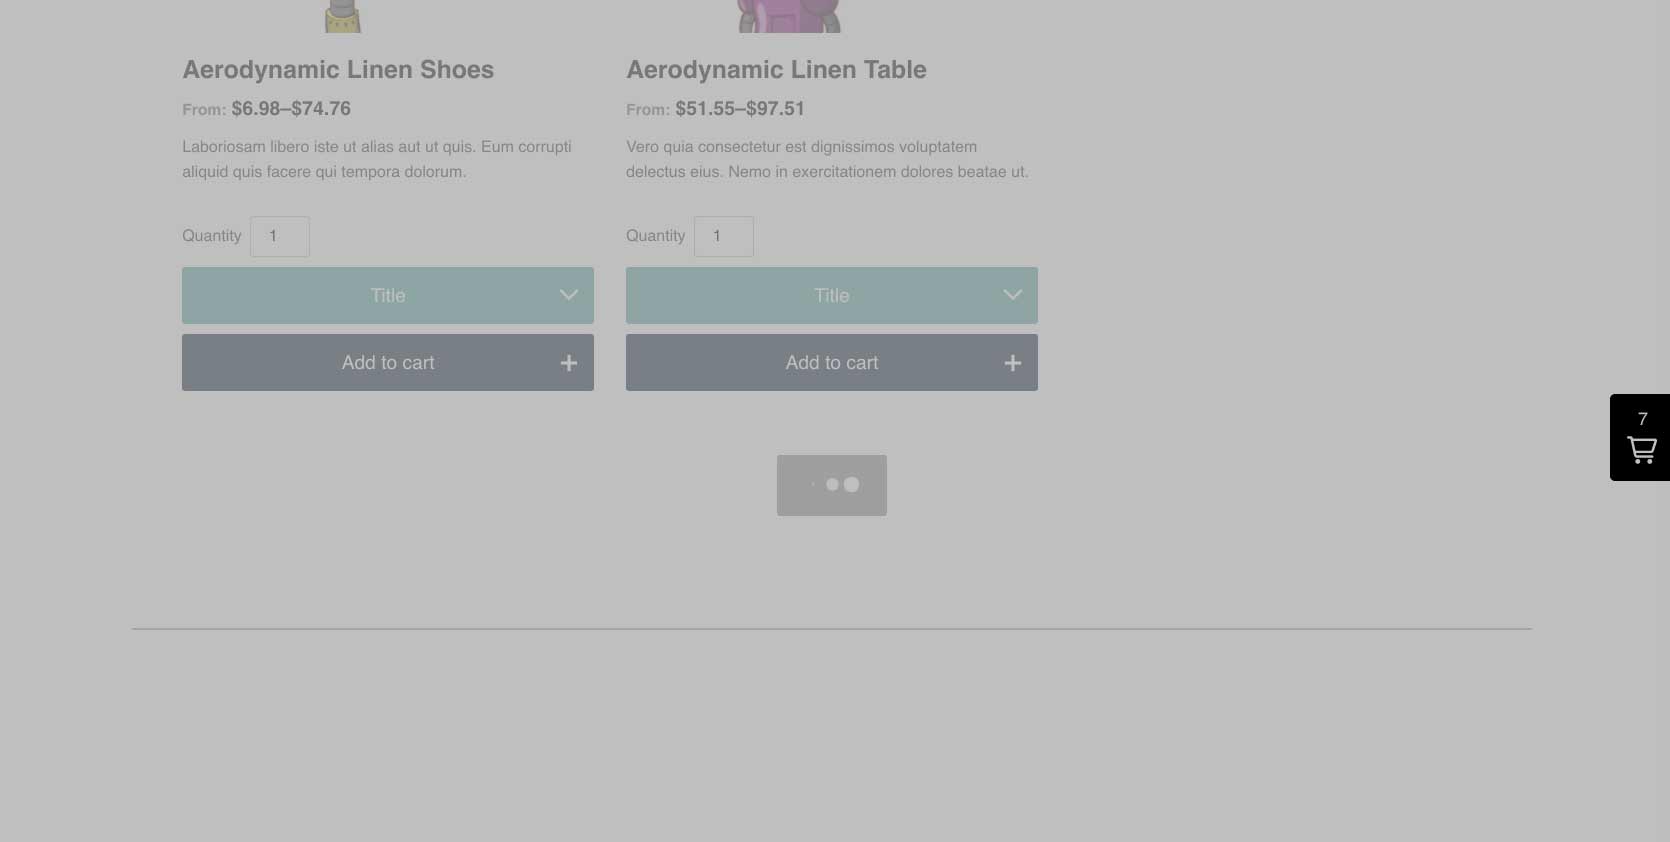 Aerodynamic Linen Shoes
From: $6.98–$74.76
Laboriosam libero iste ut alias aut ut quis. Eum corrupti
aliquid quis facere qui tempora dolorum.
Quantity 1
Title
Add to cart
Aerodynamic Linen Table
From: $51.55–$97.51
Vero quia consectetur est dignissimos voluptatem
delectus eius. Nemo in exercitationem dolores beatae ut.
Quantity 1
Title
Add to cart
7